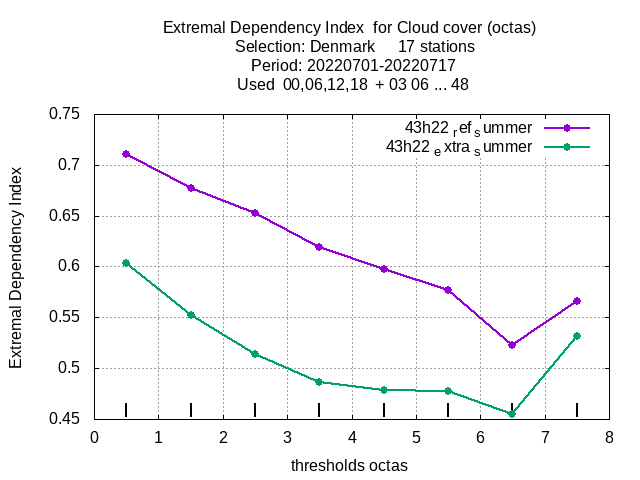 Extremal Dependency Index  for Cloud cover (octas)
Selection: Denmark     17 stations
Period: 20220701-20220717
Used  00,06,12,18  + 03 06 ... 48
43h22 ref summer
43h22 extra summer
Extremal Dependency Index
0.75
0.7
0.65
0.6
0.55
0.5
0.45
0 1 2 3 4 5 6 7 8
thresholds octas